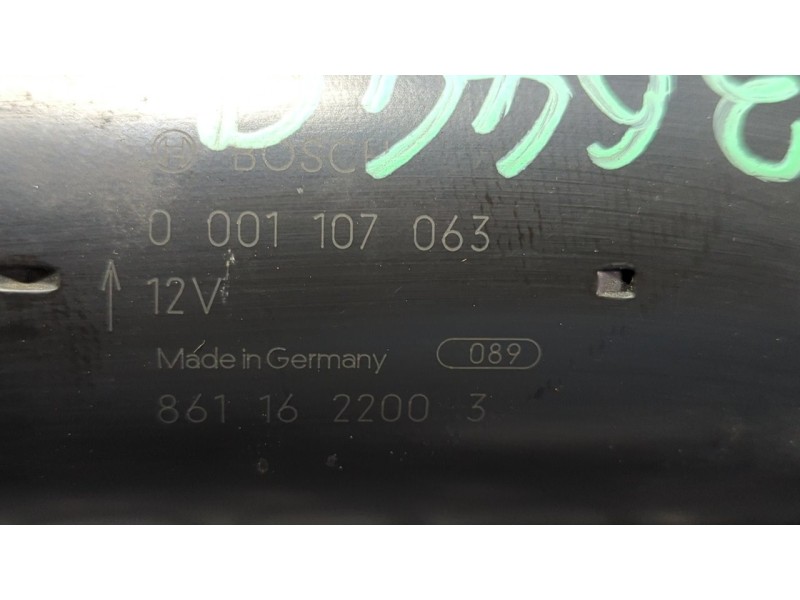 BOSCH
0 001 107 063
12V
Made in Germany 089
861 16 2200 3